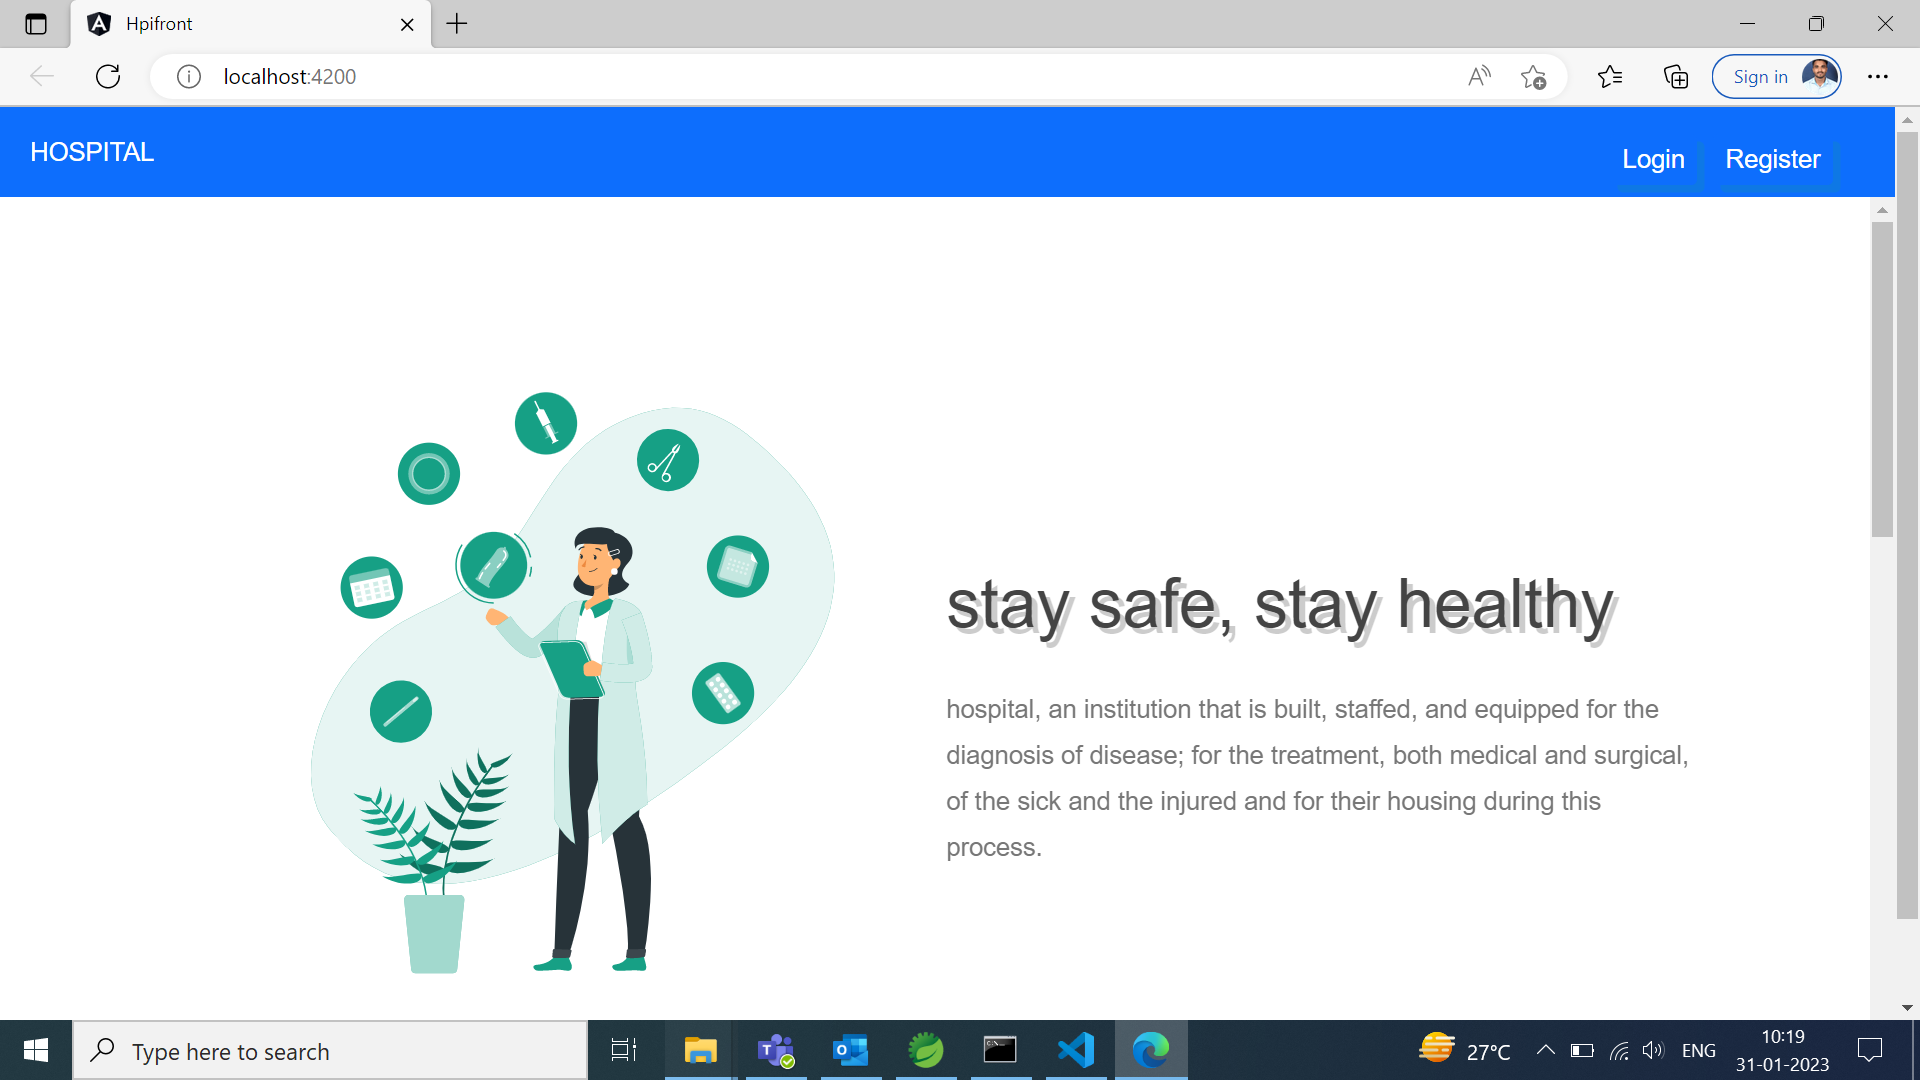 Hpifront
localhost:4200
Sign in
HOSPITAL
Login
Register
stay safe, stay healthy
hospital, an institution that is built, staffed, and equipped for the
diagnosis of disease; for the treatment, both medical and surgical,
of the sick and the injured and for their housing during this
process.
Type here to search
27°C
ENG
10:19
31-01-2023